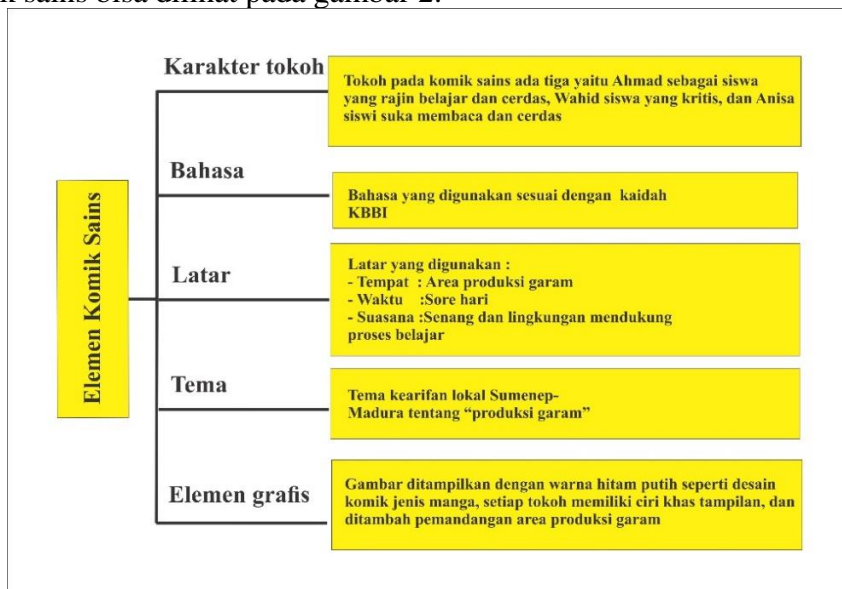 k sains bisa dilihat pada gambar 2.
Elemen Komik Sains
Karakter tokoh
Tokoh pada komik sains ada tiga yaitu Ahmad sebagai siswa
yang rajin belajar dan cerdas, Wahid siswa yang kritis, dan Anisa
siswi suka membaca dan cerdas
Bahasa
Bahasa yang digunakan sesuai dengan kaidah
KBBI
Latar
Latar yang digunakan :
- Tempat : Area produksi garam
- Waktu :Sore hari
- Suasana :Senang dan lingkungan mendukung
proses belajar
Tema
Tema kearifan lokal Sumenep-
Madura tentang “produksi garam”
Elemen grafis
Gambar ditampilkan dengan warna hitam putih seperti desain
komik jenis manga, setiap tokoh memiliki ciri khas tampilan, dan
ditambah pemandangan area produksi garam